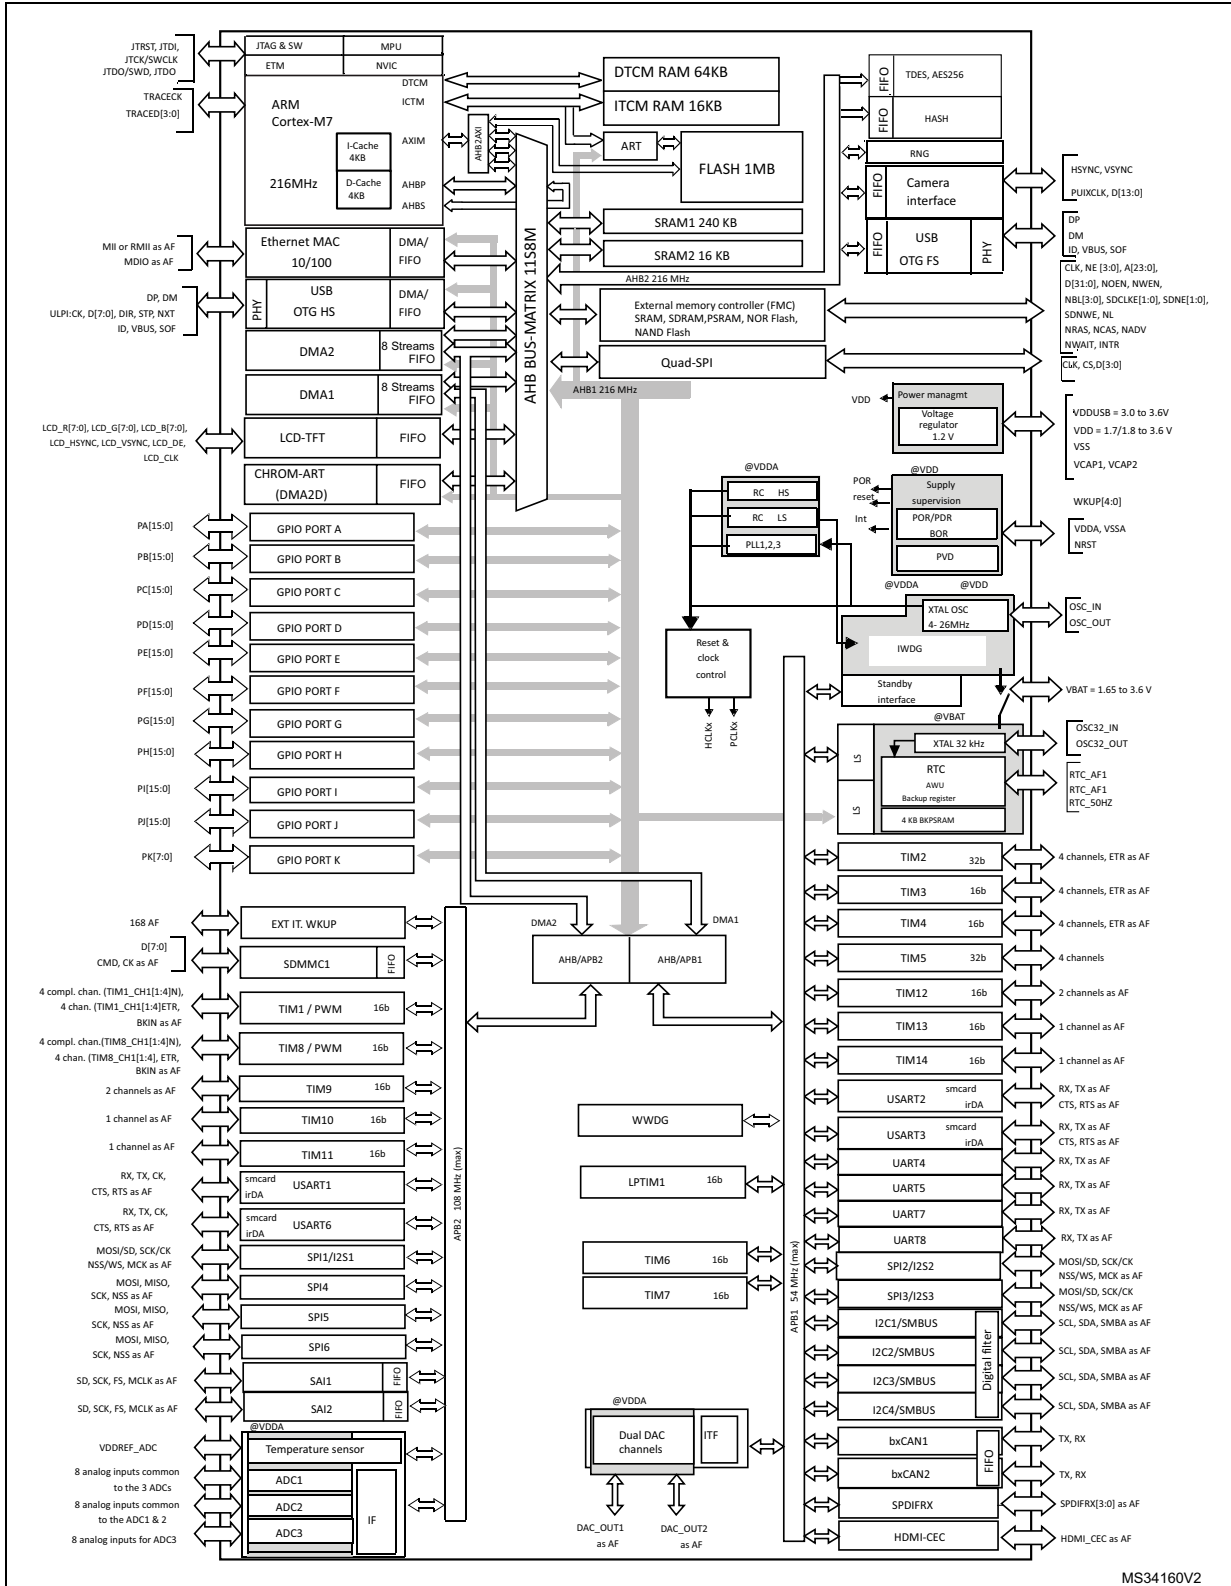 JTRST, JTDI,
JTCK/SWCLK
JTDO/SWD, JTDO
TRACECK
TRACED[3:0]
JTAG & SW
MPU
ETM
NVIC
DTCM
ICTM
ARM
Cortex-M7
AXIM
I-Cache
4KB
D-Cache
4KB
216MHz
AHBP
AHBS
AHB2AXI
DTCM RAM 64KB
ITCM RAM 16KB
ART
FLASH 1MB
SRAM1 240 KB
SRAM2 16 KB
AHB2 216 MHz
External memory controller (FMC)
SRAM, SDRAM,PSRAM, NOR Flash,
NAND Flash
Quad-SPI
AHB1 216 MHz
AHB BUS-MATRIX 11S8M
FIFO
TDES, AES256
FIFO
HASH
RNG
FIFO
Camera
interface
FIFO
USB
OTG FS
PHY
HSYNC, VSYNC
PUIXCLK, D[13:0]
DP
DM
ID, VBUS, SOF
CLK, NE [3:0], A[23:0],
D[31:0], NOEN, NWEN,
NBL[3:0], SDCLKE[1:0], SDNE[1:0],
SDNWE, NL
NRAS, NCAS, NADV
NWAIT, INTR
CLK, CS,D[3:0]
MII or RMII as AF
MDIO as AF
Ethernet MAC
10/100
DMA/
FIFO
DP, DM
ULPI:CK, D[7:0], DIR, STP, NXT
ID, VBUS, SOF
PHY
USB
OTG HS
DMA/
FIFO
DMA2
8 Streams
FIFO
DMA1
8 Streams
FIFO
LCD_R[7:0], LCD_G[7:0], LCD_B[7:0],
LCD_HSYNC, LCD_VSYNC, LCD_DE,
LCD_CLK
LCD-TFT
FIFO
CHROM-ART
(DMA2D)
FIFO
VDD
Power managmt
Voltage
regulator
1.2 V
VDDUSB = 3.0 to 3.6V
VDD = 1.7/1.8 to 3.6 V
VSS
VCAP1, VCAP2
@VDDA
RC HS
RC LS
PLL1,2,3
@VDD
POR
reset
Int
Supply
supervision
POR/PDR
BOR
PVD
WKUP[4:0]
VDDA, VSSA
NRST
@VDDA
@VDD
XTAL OSC
4- 26MHz
IWDG
OSC_IN
OSC_OUT
Standby
interface
VBAT = 1.65 to 3.6 V
Reset &
clock
control
HCLKx
PCLKx
@VBAT
LS
LS
XTAL 32 kHz
RTC
AWU
Backup register
4 KB BKPSRAM
OSC32_IN
OSC32_OUT
RTC_AF1
RTC_AF1
RTC_50HZ
PA[15:0]
GPIO PORT A
PB[15:0]
GPIO PORT B
PC[15:0]
GPIO PORT C
PD[15:0]
GPIO PORT D
PE[15:0]
GPIO PORT E
PF[15:0]
GPIO PORT F
PG[15:0]
GPIO PORT G
PH[15:0]
GPIO PORT H
PI[15:0]
GPIO PORT I
PJ[15:0]
GPIO PORT J
PK[7:0]
GPIO PORT K
DMA2
DMA1
AHB/APB2
AHB/APB1
168 AF
EXT IT. WKUP
D[7:0]
CMD, CK as AF
SDMMC1
FIFO
4 compl. chan. (TIM1_CH1[1:4]N),
4 chan. (TIM1_CH1[1:4]ETR,
BKIN as AF
TIM1 / PWM
16b
4 compl. chan.(TIM8_CH1[1:4]N),
4 chan. (TIM8_CH1[1:4], ETR,
BKIN as AF
TIM8 / PWM
16b
2 channels as AF
TIM9
16b
1 channel as AF
TIM10
16b
1 channel as AF
TIM11
16b
RX, TX, CK,
CTS, RTS as AF
smcard
irDA
USART1
RX, TX, CK,
CTS, RTS as AF
smcard
irDA
USART6
MOSI/SD, SCK/CK
NSS/WS, MCK as AF
SPI1/I2S1
MOSI, MISO,
SCK, NSS as AF
SPI4
MOSI, MISO,
SCK, NSS as AF
SPI5
MOSI, MISO,
SCK, NSS as AF
SPI6
SD, SCK, FS, MCLK as AF
SAI1
FIFO
SD, SCK, FS, MCLK as AF
SAI2
FIFO
@VDDA
VDDREF_ADC
Temperature sensor
8 analog inputs common
to the 3 ADCs
ADC1
8 analog inputs common
to the ADC1 & 2
ADC2
8 analog inputs for ADC3
ADC3
IF
APB2 108 MHz (max)
WWDG
LPTIM1
16b
TIM6
16b
TIM7
16b
@VDDA
Dual DAC
channels
ITF
DAC_OUT1
as AF
DAC_OUT2
as AF
APB1 54 MHz (max)
TIM2
32b
4 channels, ETR as AF
TIM3
16b
4 channels, ETR as AF
TIM4
16b
4 channels, ETR as AF
TIM5
32b
4 channels
TIM12
16b
2 channels as AF
TIM13
16b
1 channel as AF
TIM14
16b
1 channel as AF
USART2
smcard
irDA
RX, TX as AF
CTS, RTS as AF
USART3
smcard
irDA
RX, TX as AF
CTS, RTS as AF
UART4
RX, TX as AF
UART5
RX, TX as AF
UART7
RX, TX as AF
UART8
RX, TX as AF
SPI2/I2S2
MOSI/SD, SCK/CK
NSS/WS, MCK as AF
SPI3/I2S3
MOSI/SD, SCK/CK
NSS/WS, MCK as AF
I2C1/SMBUS
SCL, SDA, SMBA as AF
I2C2/SMBUS
SCL, SDA, SMBA as AF
I2C3/SMBUS
SCL, SDA, SMBA as AF
I2C4/SMBUS
SCL, SDA, SMBA as AF
Digital filter
bxCAN1
TX, RX
bxCAN2
TX, RX
FIFO
SPDIFRX
SPDIFRX[3:0] as AF
HDMI-CEC
HDMI_CEC as AF
MS34160V2